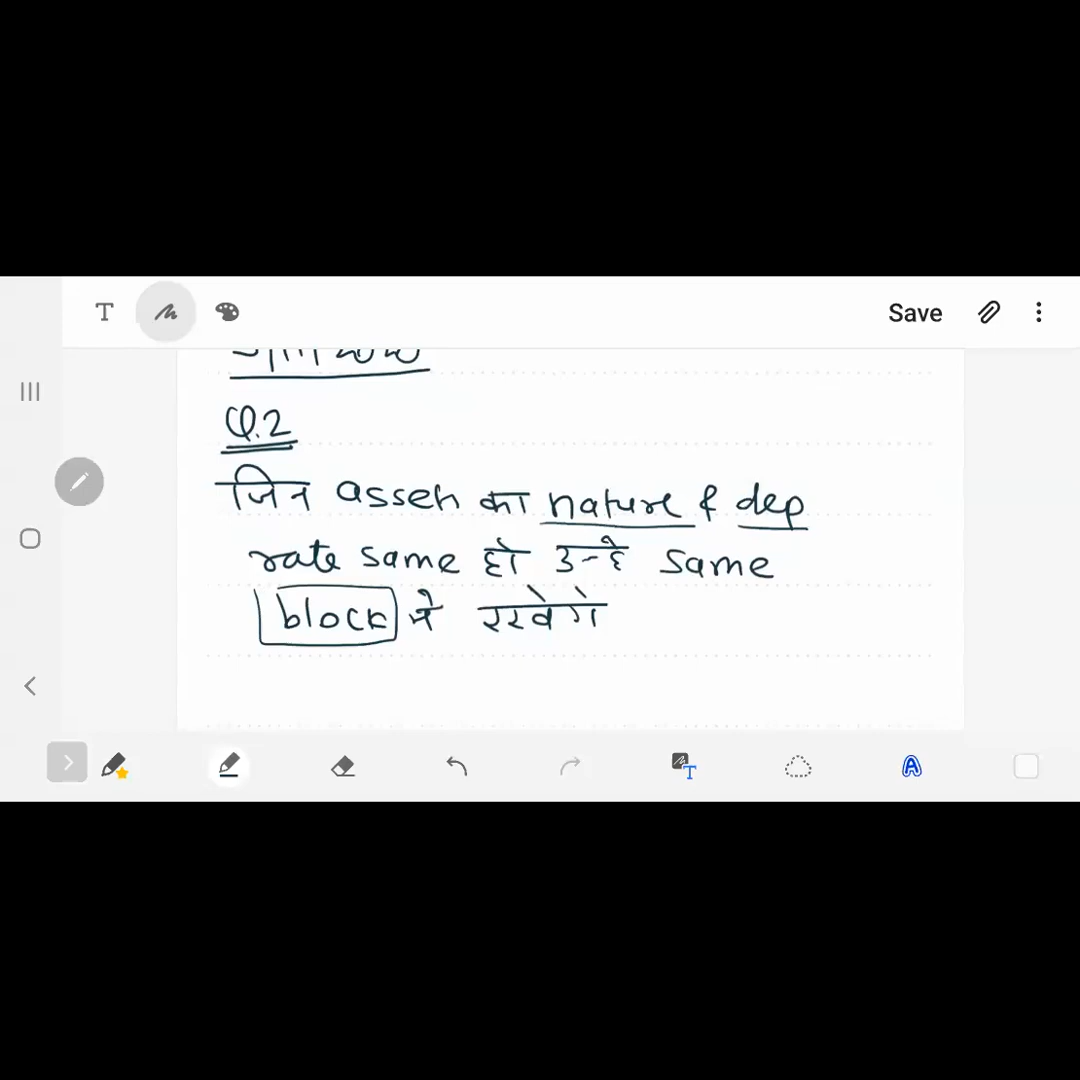 Save
Q.2
जिन assets का nature & dep
rate same हो उन्हे same
block में रखेंगे